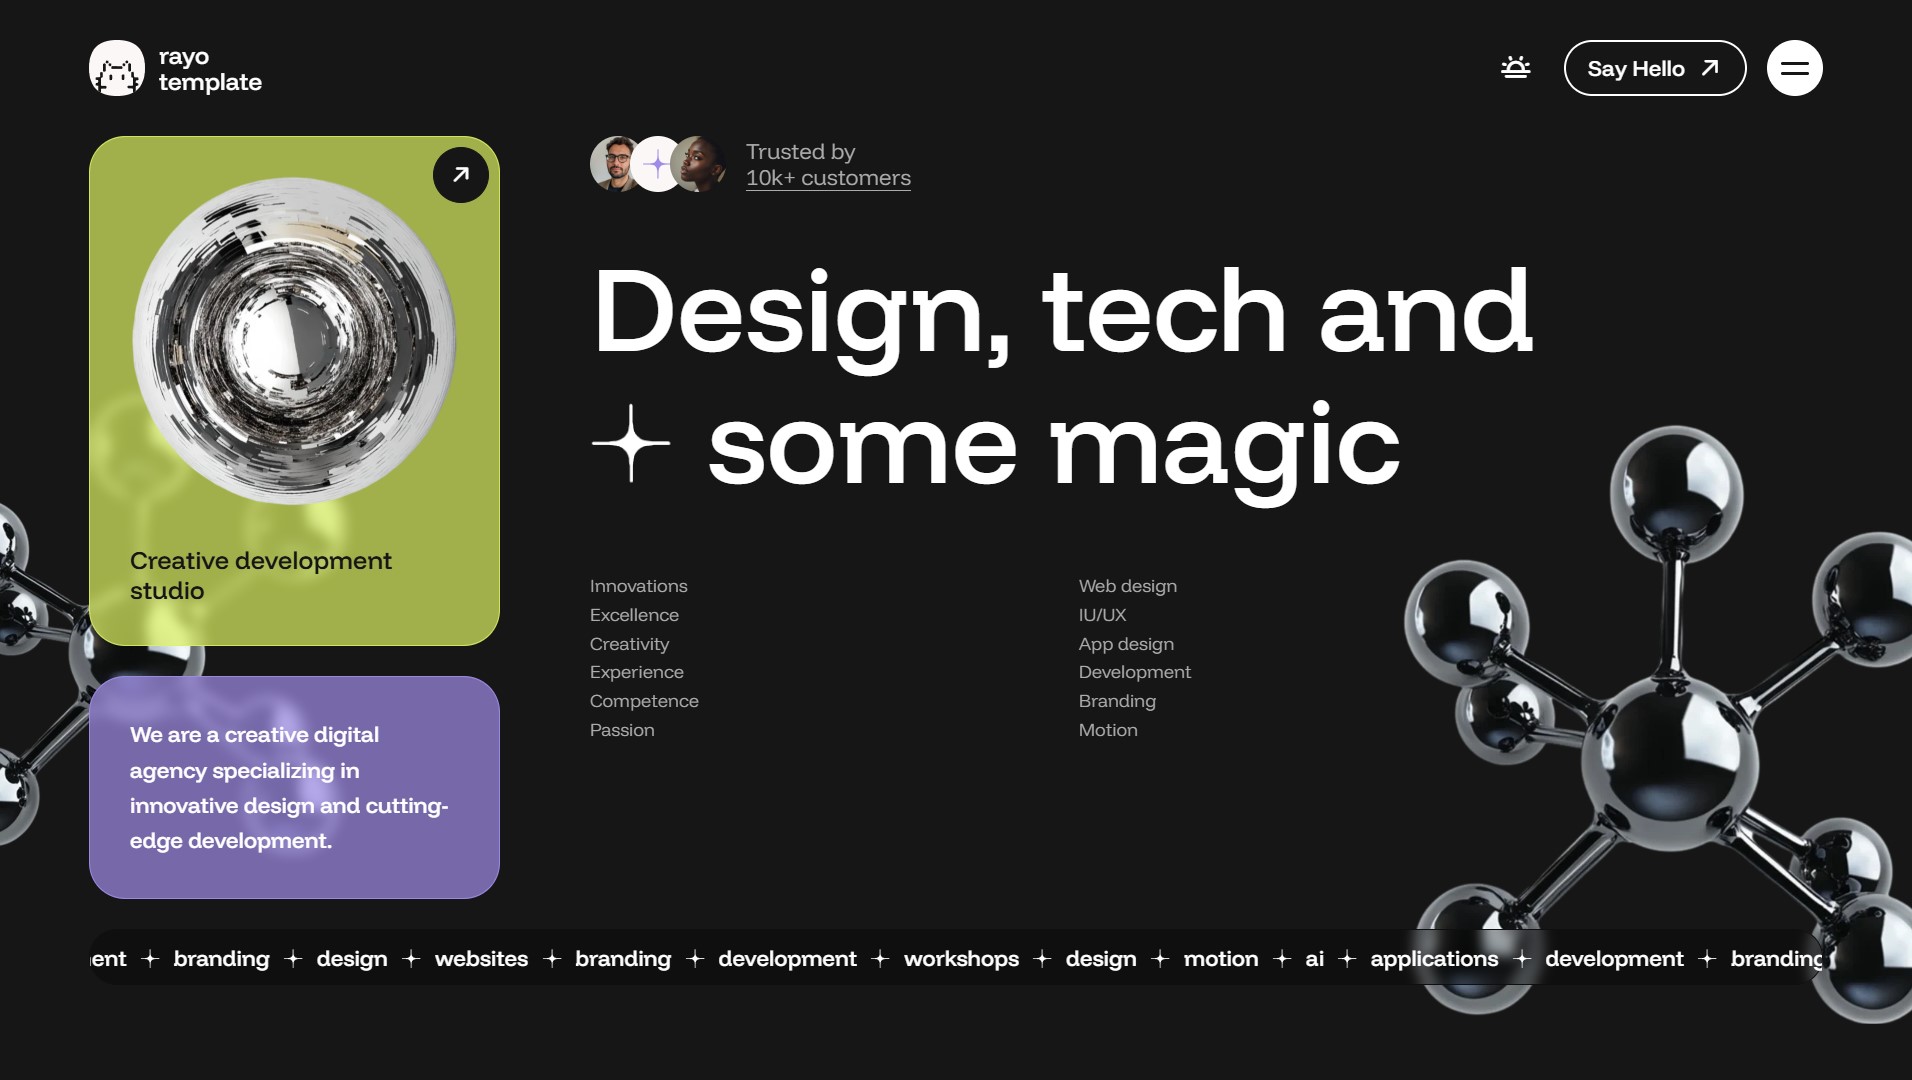 rayo
template
Say Hello
Creative development
studio
We are a creative digital
agency specializing in
innovative design and cutting-
edge development.
Trusted by
10k+ customers
Design, tech and
some magic
Innovations
Excellence
Creativity
Experience
Competence
Passion
Web design
IU/UX
App design
Development
Branding
Motion
ent branding design websites branding development workshops design motion ai applications development branding